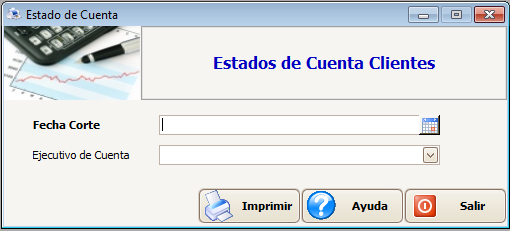 Estado de Cuenta
Estados de Cuenta Clientes
Fecha Corte
Ejecutivo de Cuenta
Imprimir
Ayuda
Salir